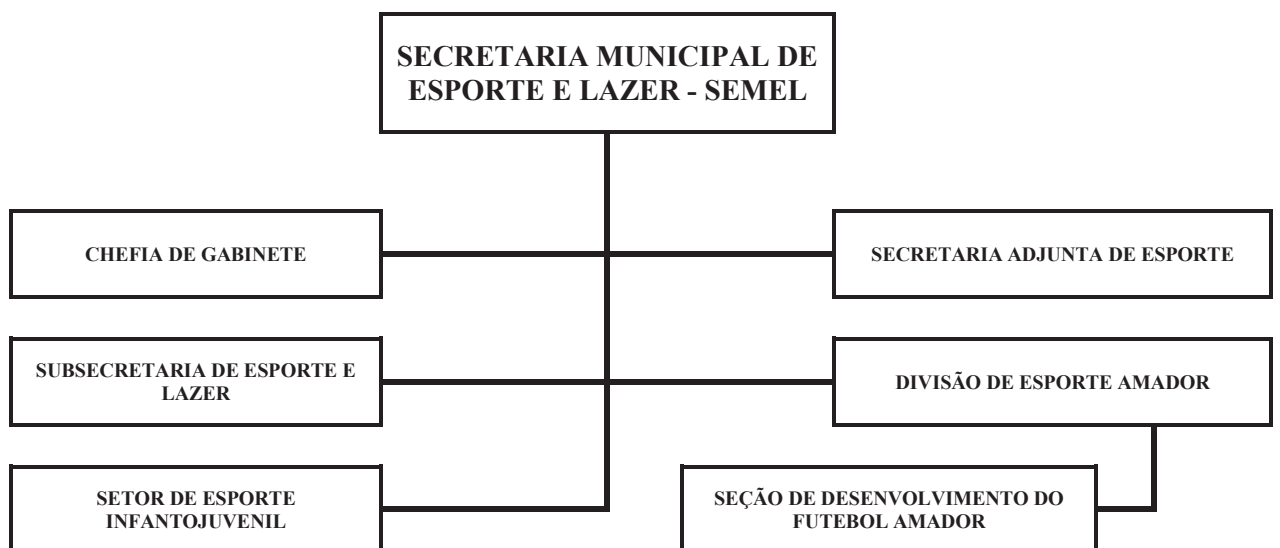 SECRETARIA MUNICIPAL DE
ESPORTE E LAZER - SEMEL
CHEFIA DE GABINETE
SECRETARIA ADJUNTA DE ESPORTE
SUBSECRETARIA DE ESPORTE E
LAZER
DIVISÃO DE ESPORTE AMADOR
SETOR DE ESPORTE
INFANTOJUVENIL
SEÇÃO DE DESENVOLVIMENTO DO
FUTEBOL AMADOR